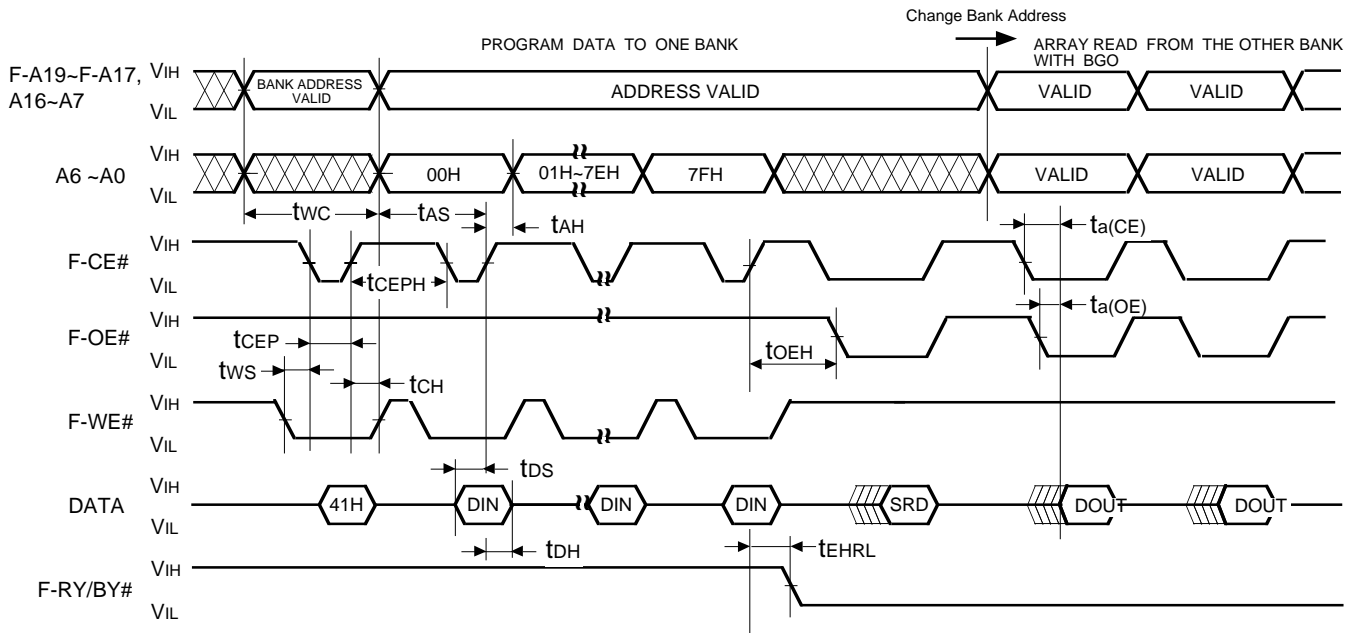 Change Bank Address
PROGRAM DATA TO ONE BANK
ARRAY READ FROM THE OTHER BANK
WITH BGO
F-A19~F-A17,
A16~A7
VIH
VIL
BANK ADDRESS
VALID
ADDRESS VALID
VALID
VALID
A6 ~A0
VIH
VIL
00H
01H~7EH
7FH
VALID
VALID
tWC
tAS
tAH
ta(CE)
F-CE#
VIH
VIL
tCEPH
ta(OE)
F-OE#
VIH
VIL
tCEP
tOEH
tWS
tCH
F-WE#
VIH
VIL
tDS
DATA
VIH
VIL
41H
DIN
DIN
DIN
SRD
DOUT
DOUT
tDH
tEHRL
F-RY/BY#
VIH
VIL